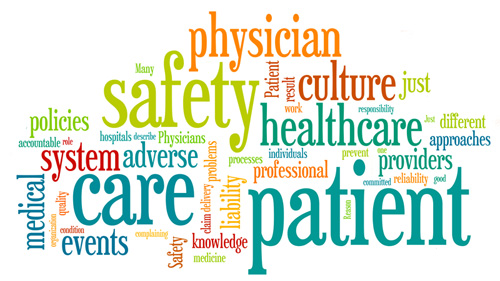 physician
Many
Patient
result
safety
culture
just
work
responsibility
policies
healthcare
Just
different
accountable
role
hospitals
describe
Physicians
approaches
system
adverse
problems
processes
individuals
prevent
one
providers
professional
committed
reliability
good
medical
care
liability
patient
organization
quality
condition
claim
delivery
Reason
events
complaining
Safety
knowledge
medicine